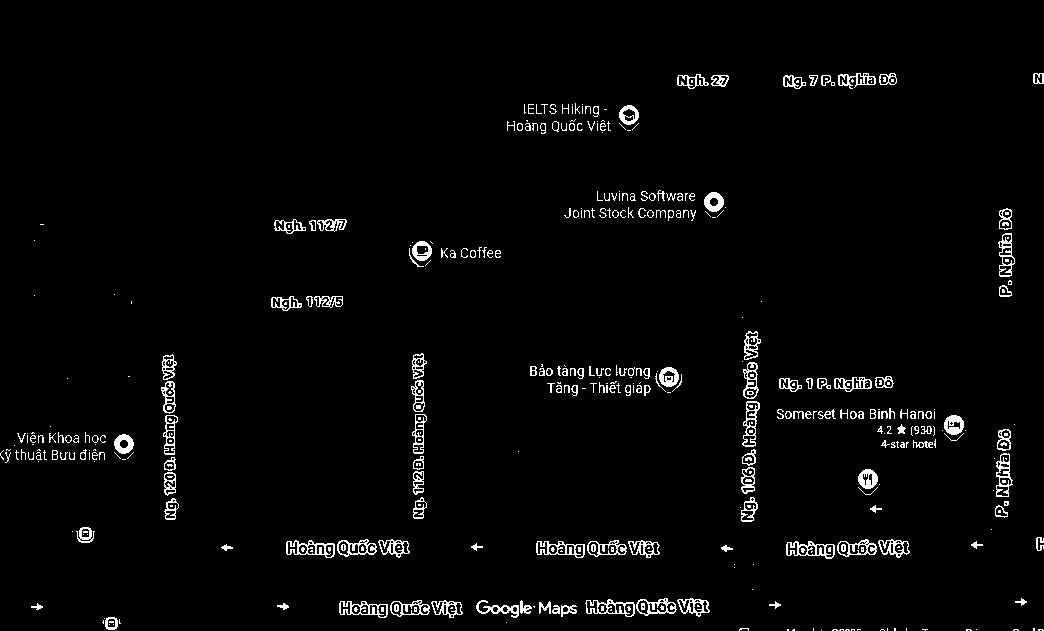 Ngh. 27
Ng. 7 P. Nghĩa Đô
IELTS Hiking -
Hoàng Quốc Việt
Luvina Software
Joint Stock Company
Ngh. 112/7
Ka Coffee
P. Nghĩa Đô
Ngh. 112/5
Ng. 120 Đ. Hoàng Quốc Việt
Ng. 112 Đ. Hoàng Quốc Việt
Bảo tàng Lực lượng
Tăng - Thiết giáp
Ng. 106 Đ. Hoàng Quốc Việt
Ng. 1 P. Nghĩa Đô
Somerset Hoa Binh Hanoi
4.2 ★ (930)
4-star hotel
Viện Khoa học
Kỹ thuật Bưu điện
P. Nghĩa Đô
Hoàng Quốc Việt
Hoàng Quốc Việt
Hoàng Quốc Việt
Hoàng Quốc Việt
Google Maps
Hoàng Quốc Việt